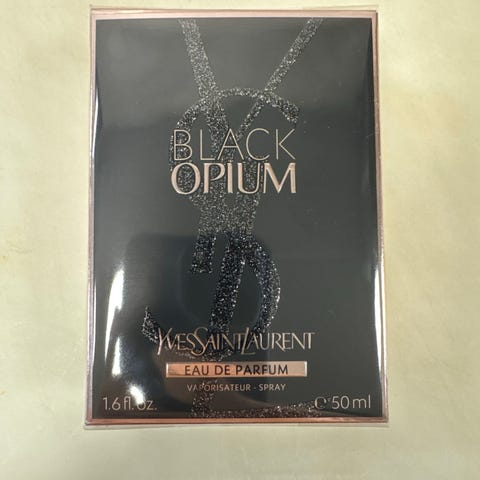 BLACK
OPIUM
YVESSAINTLAURENT
EAU DE PARFUM
VAPORISATEUR - SPRAY
1.6 fl. oz. ℮ 50 ml